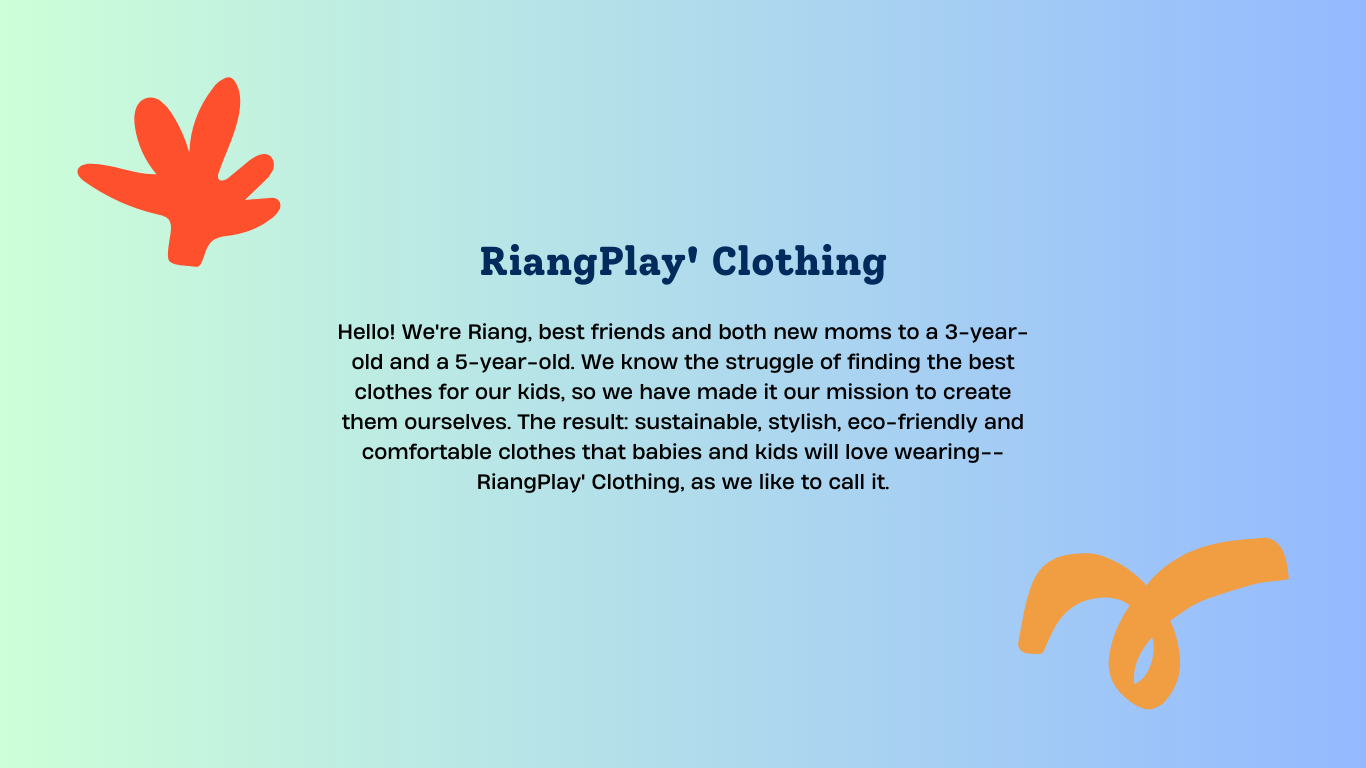 RiangPlay' Clothing
Hello! We're Riang, best friends and both new moms to a 3-year-
old and a 5-year-old. We know the struggle of finding the best
clothes for our kids, so we have made it our mission to create
them ourselves. The result: sustainable, stylish, eco-friendly and
comfortable clothes that babies and kids will love wearing--
RiangPlay' Clothing, as we like to call it.